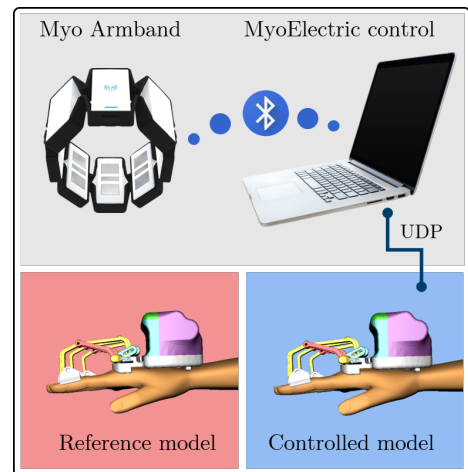 Myo Armband
MyoElectric control
UDP
Reference model
Controlled model